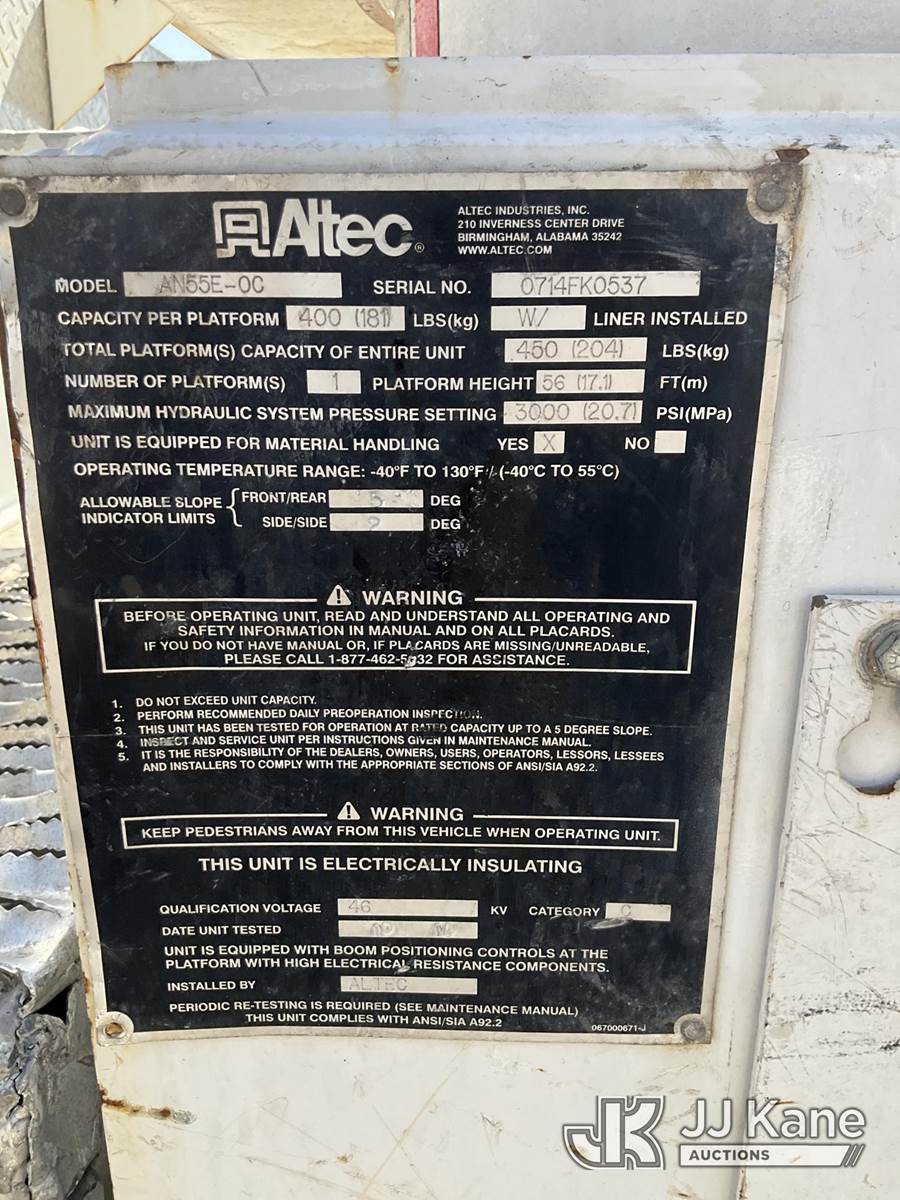 Altec®
ALTEC INDUSTRIES, INC.
210 INVERNESS CENTER DRIVE
BIRMINGHAM, ALABAMA 35242
WWW.ALTEC.COM
MODEL AN55E-OC SERIAL NO. 0714FK0537
CAPACITY PER PLATFORM 400 (181) LBS(kg) W/ LINER INSTALLED
TOTAL PLATFORM(S) CAPACITY OF ENTIRE UNIT 450 (204) LBS(kg)
NUMBER OF PLATFORM(S) 1 PLATFORM HEIGHT 56 (17.1) FT(m)
MAXIMUM HYDRAULIC SYSTEM PRESSURE SETTING 3000 (20.7) PSI(MPa)
UNIT IS EQUIPPED FOR MATERIAL HANDLING YES X NO
OPERATING TEMPERATURE RANGE: -40°F TO 130°F / (-40°C TO 55°C)
ALLOWABLE SLOPE { FRONT/REAR 5 DEG
INDICATOR LIMITS SIDE/SIDE DEG
WARNING
BEFORE OPERATING UNIT, READ AND UNDERSTAND ALL OPERATING AND
SAFETY INFORMATION IN MANUAL AND ON ALL PLACARDS.
IF YOU DO NOT HAVE MANUAL OR, IF PLACARDS ARE MISSING/UNREADABLE,
PLEASE CALL FOR ASSISTANCE.
1. DO NOT EXCEED UNIT CAPACITY.
2. PERFORM RECOMMENDED DAILY PREOPERATION INSPECTION.
3. THIS UNIT HAS BEEN TESTED FOR OPERATION AT RATED CAPACITY UP TO A 5 DEGREE SLOPE.
4. INSPECT AND SERVICE UNIT PER INSTRUCTIONS GIVEN IN MAINTENANCE MANUAL.
5. IT IS THE RESPONSIBILITY OF THE DEALERS, OWNERS, USERS, OPERATORS, LESSORS, LESSEES
AND INSTALLERS TO COMPLY WITH THE APPROPRIATE SECTIONS OF ANSI/SIA A92.2.
WARNING
KEEP PEDESTRIANS AWAY FROM THIS VEHICLE WHEN OPERATING UNIT.
THIS UNIT IS ELECTRICALLY INSULATING
QUALIFICATION VOLTAGE 46 KV CATEGORY C
DATE UNIT TESTED
UNIT IS EQUIPPED WITH BOOM POSITIONING CONTROLS AT THE
PLATFORM WITH HIGH ELECTRICAL RESISTANCE COMPONENTS.
INSTALLED BY ALTEC
PERIODIC RE-TESTING IS REQUIRED (SEE MAINTENANCE MANUAL)
THIS UNIT COMPLIES WITH ANSI/SIA A92.2
067000671-J
JK JJ Kane
AUCTIONS